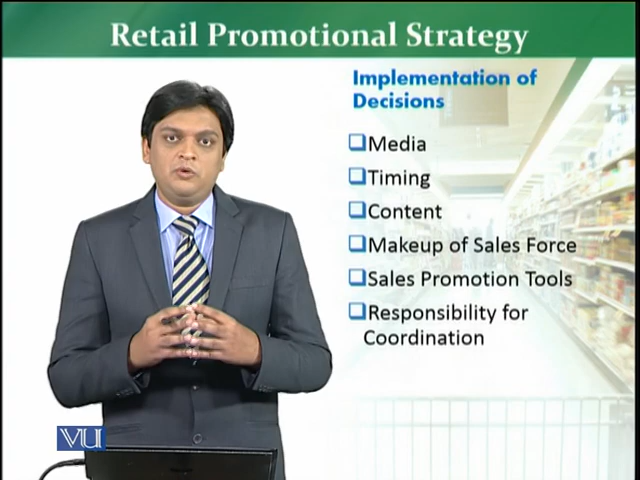 Retail Promotional Strategy
Implementation of
Decisions
Media
Timing
Content
Makeup of Sales Force
Sales Promotion Tools
Responsibility for
Coordination
VU